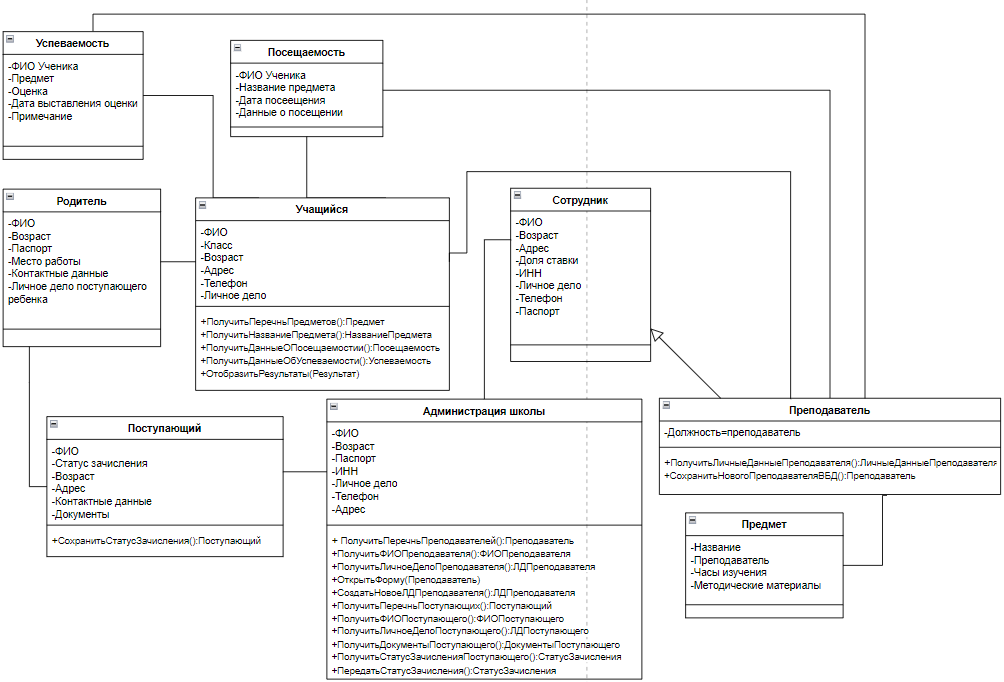 Успеваемость
-ФИО Ученика
-Предмет
-Оценка
-Дата выставления оценки
-Примечание
Посещаемость
-ФИО Ученика
-Название предмета
-Дата посеещения
-Данные о посещении
Родитель
-ФИО
-Возраст
-Паспорт
-Место работы
-Контактные данные
-Личное дело поступающего
ребенка
Учащийся
-ФИО
-Класс
-Возраст
-Адрес
-Телефон
-Личное дело
+ПолучитьПереченьПредметов():Предмет
+ПолучитьНазваниеПредмета():НазваниеПредмета
+ПолучитьДанныеОПосещаемостии():Посещаемость
+ПолучитьДанныеОбУспеваемости():Успеваемость
+ОтобразитьРезультаты(Результат)
Сотрудник
-ФИО
-Возраст
-Адрес
-Доля ставки
-ИНН
-Личное дело
-Телефон
-Паспорт
Поступающий
-ФИО
-Статус зачисления
-Возраст
-Адрес
-Контактные данные
-Документы
+СохранитьСтатусЗачисления():Поступающий
Администрация школы
-ФИО
-Возраст
-Паспорт
-ИНН
-Личное дело
-Телефон
-Адрес
+ ПолучитьПереченьПреподавателей():Преподаватель
+ПолучитьФИОПреподавателя():ФИОПреподавателя
+ПолучитьЛичноеДелоПреподавателя():ЛДПреподавателя
+ОткрытьФорму(Преподаватель)
+СоздатьНовоеЛДПреподавателя():ЛДПреподавателя
+ПолучитьПереченьПоступающих():Поступающий
+ПолучитьФИОПоступающего():ФИОПоступающего
+ПолучитьЛичноеДелоПоступающего():ЛДПоступающего
+ПолучитьДокументыПоступающего():ДокументыПоступающего
+ПолучитьСтатусЗачисленияПоступающего():СтатусЗачисления
+ПередатьСтатусЗачисления():СтатусЗачисления
Преподаватель
-Должность=преподаватель
+ПолучитьЛичныеДанныеПреподавателя():ЛичныеДанныеПреподавателя
+СохранитьНовогоПреподавателяВБД():Преподаватель
Предмет
-Название
-Преподаватель
-Часы изучения
-Методические материалы